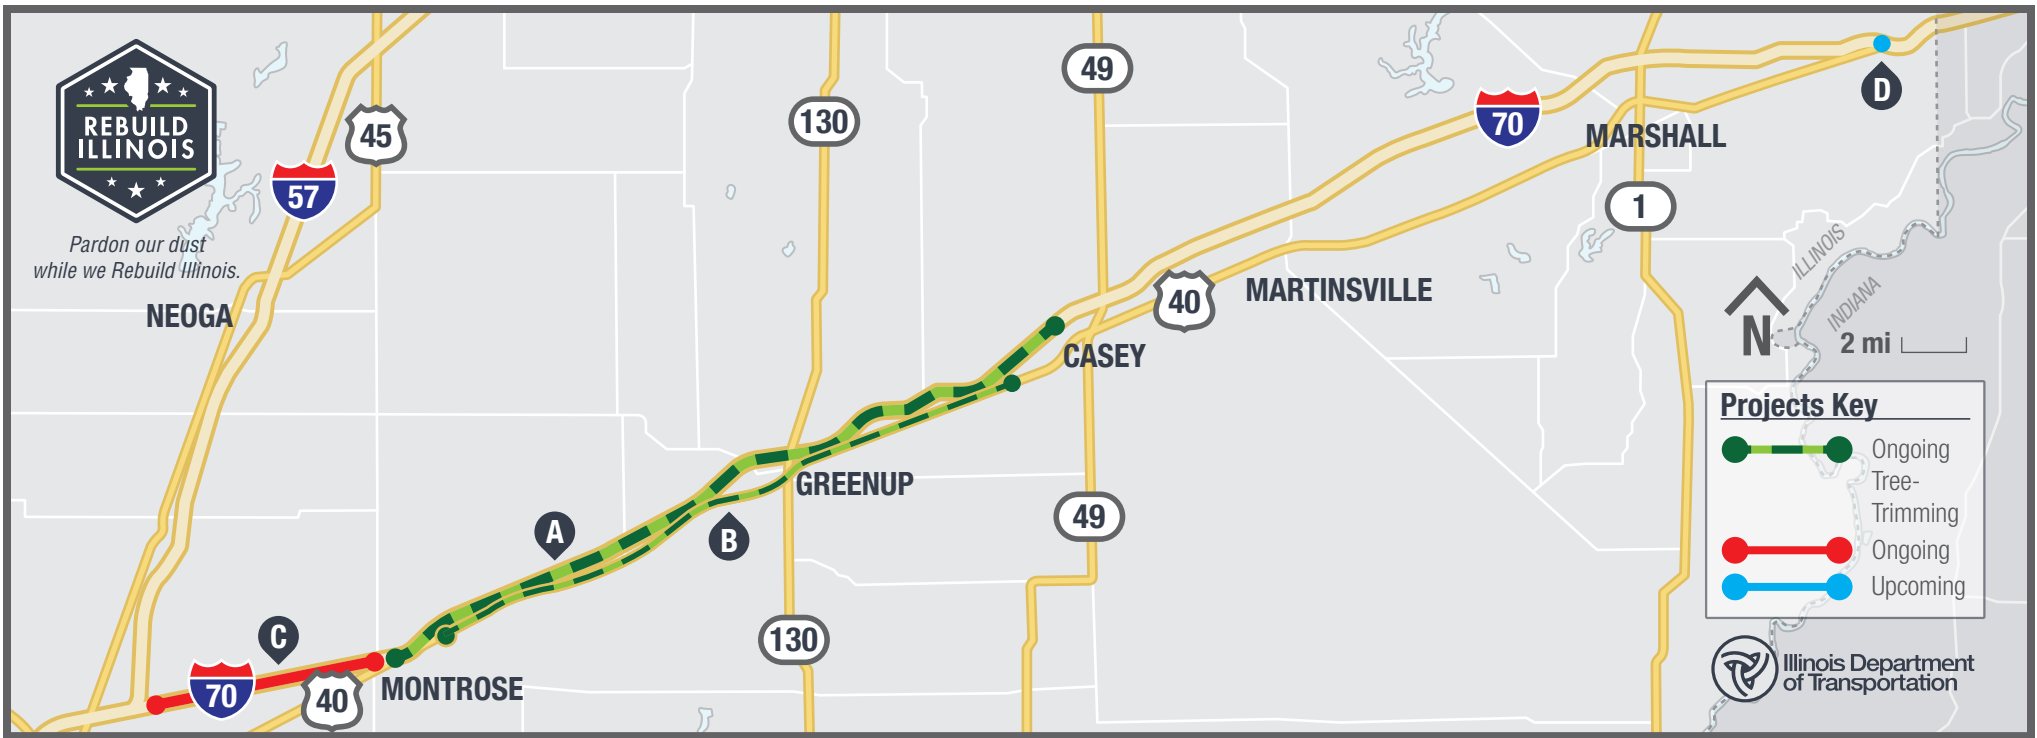 REBUILD
ILLINOIS
Pardon our dust
while we Rebuild Illinois.
57
45
130
49
70
MARSHALL
D
1
ILLINOIS
INDIANA
N
2 mi
NEOGA
40
MARTINSVILLE
CASEY
GREENUP
A
B
49
C
70
40
MONTROSE
130
Projects Key
Ongoing
Tree-
Trimming
Ongoing
Upcoming
Illinois Department
of Transportation